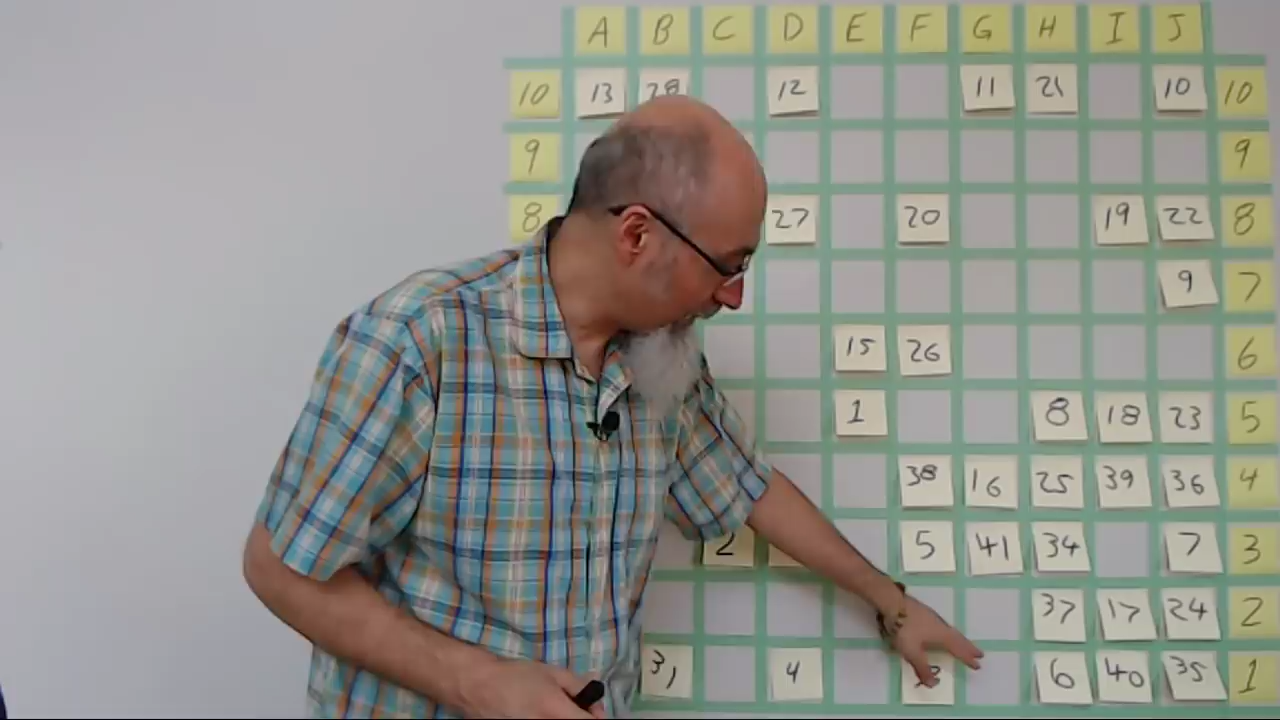 A B C D E F G H I J
10 13 28 12 11 21 10 10
9 9
8 27 20 19 22 8
9 7
15 26 6
1 8 18 23 5
38 16 25 39 36 4
2 5 41 34 7 3
37 17 24 2
31 4 6 40 35 1